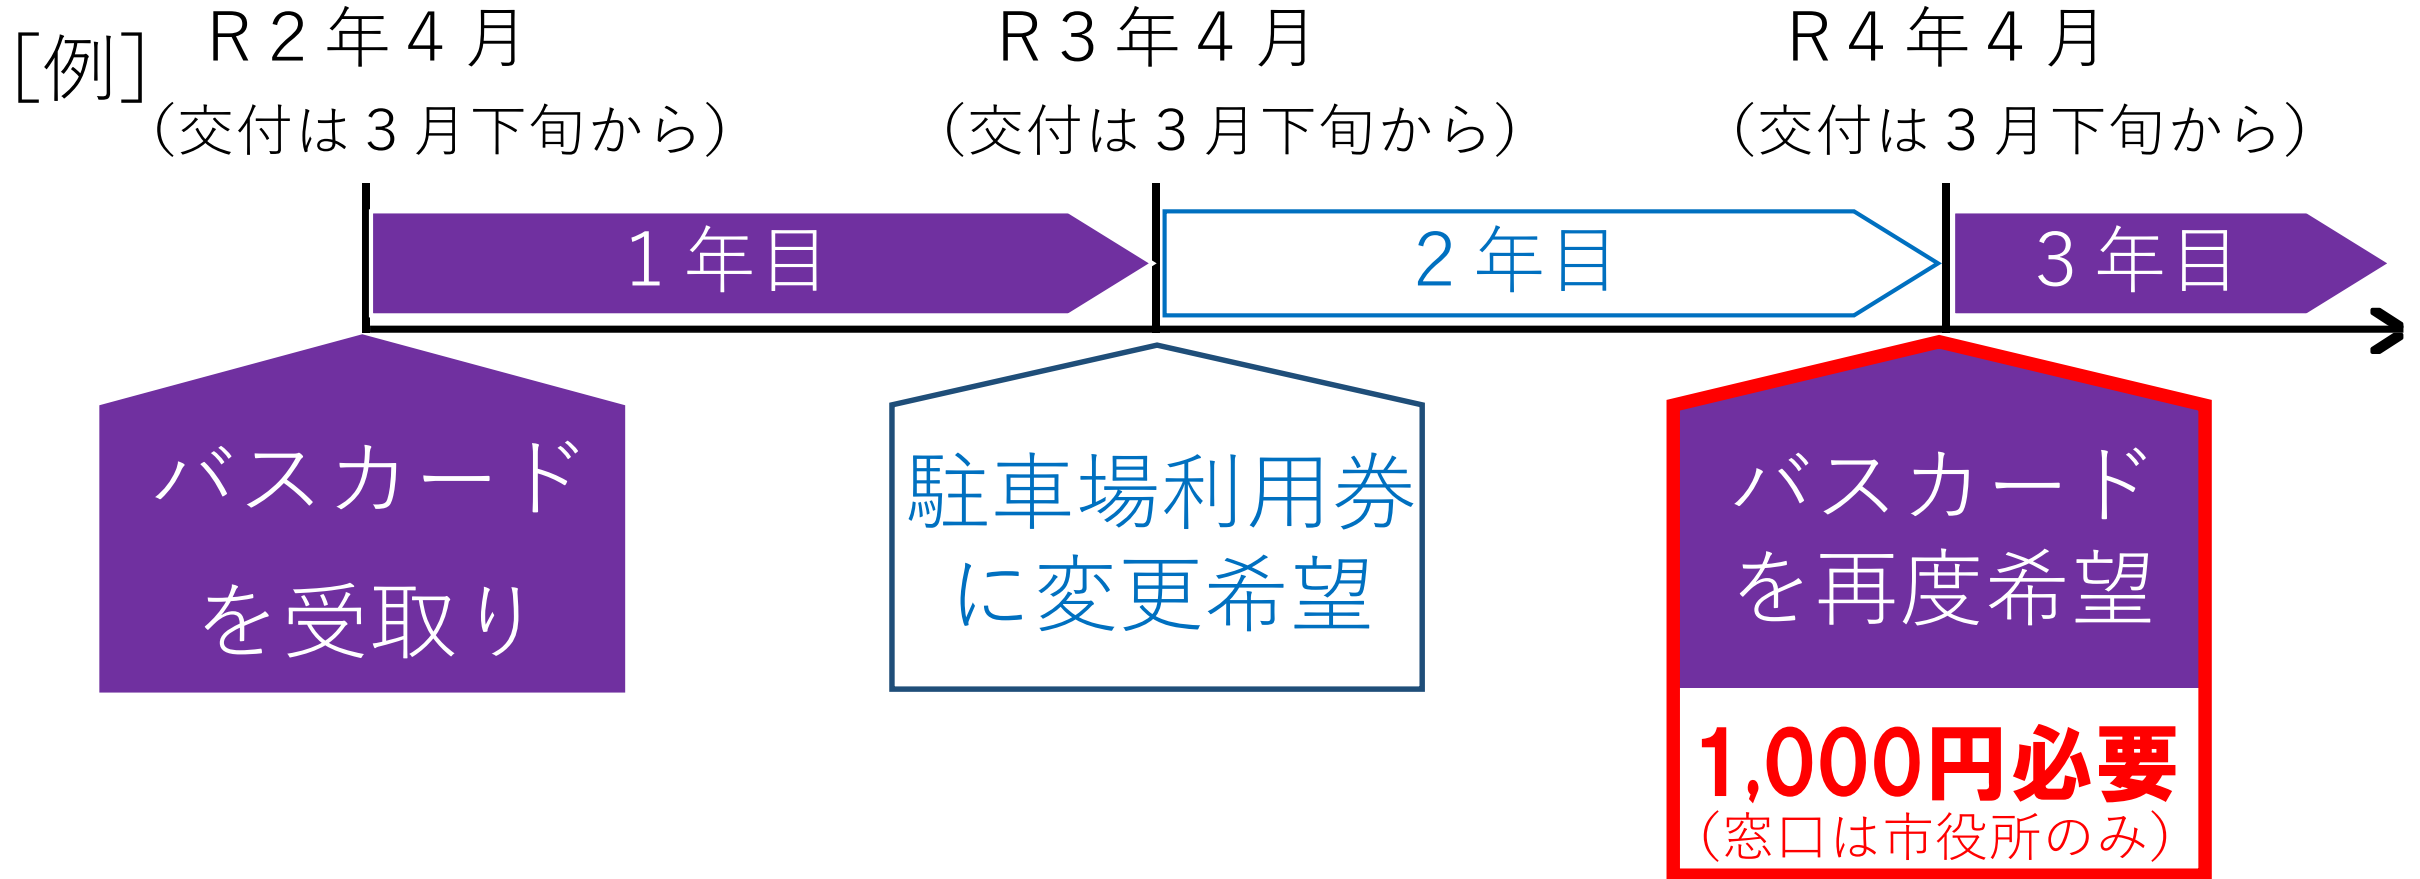 [例]
R２年４月
(交付は３月下旬から)
R３年４月
(交付は３月下旬から)
R４年４月
(交付は３月下旬から)
１年目
２年目
３年目
バスカード
を受取り
駐車場利用券
に変更希望
バスカード
を再度希望
1,000円必要
(窓口は市役所のみ)